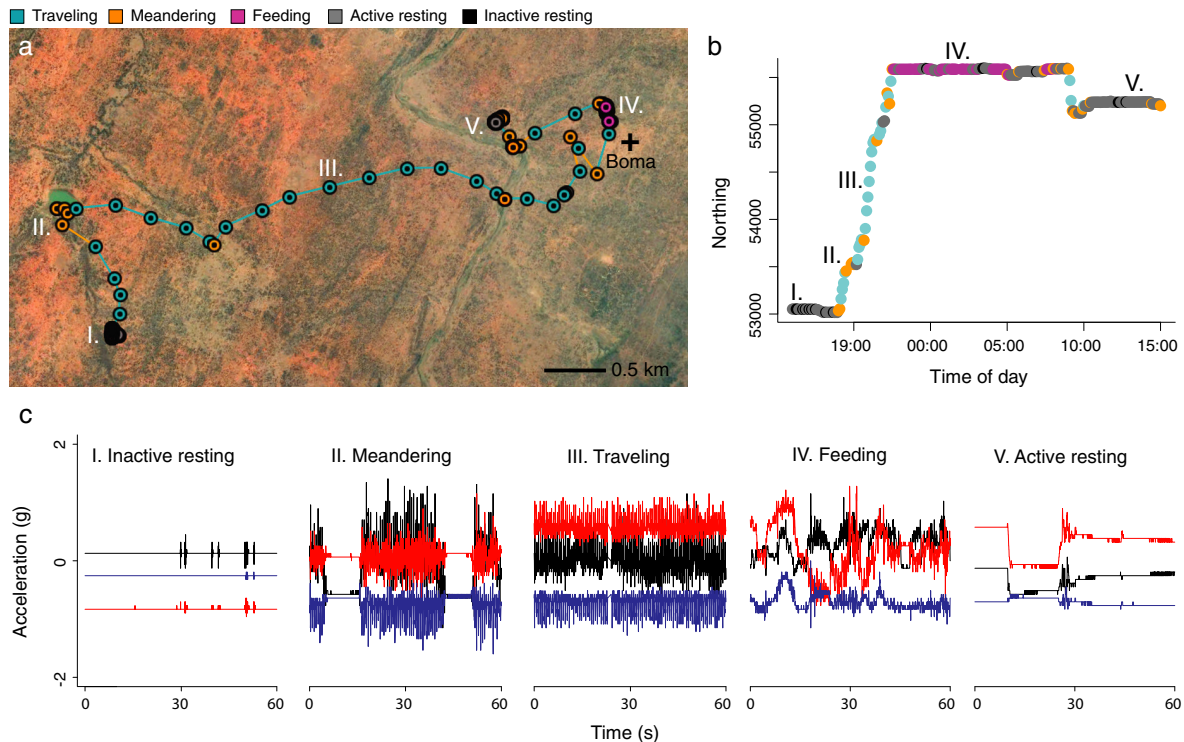 Traveling Meandering Feeding Active resting Inactive resting
a
I.
II.
III.
IV.
V.
Boma
0.5 km
b
IV.
V.
III.
II.
I.
Northing
53000 54000 55000
19:00 00:00 05:00 10:00 15:00
Time of day
c
Acceleration (g)
2
0
-2
I. Inactive resting II. Meandering III. Traveling IV. Feeding V. Active resting
0 30 60 0 30 60 0 30 60 0 30 60 0 30 60
Time (s)